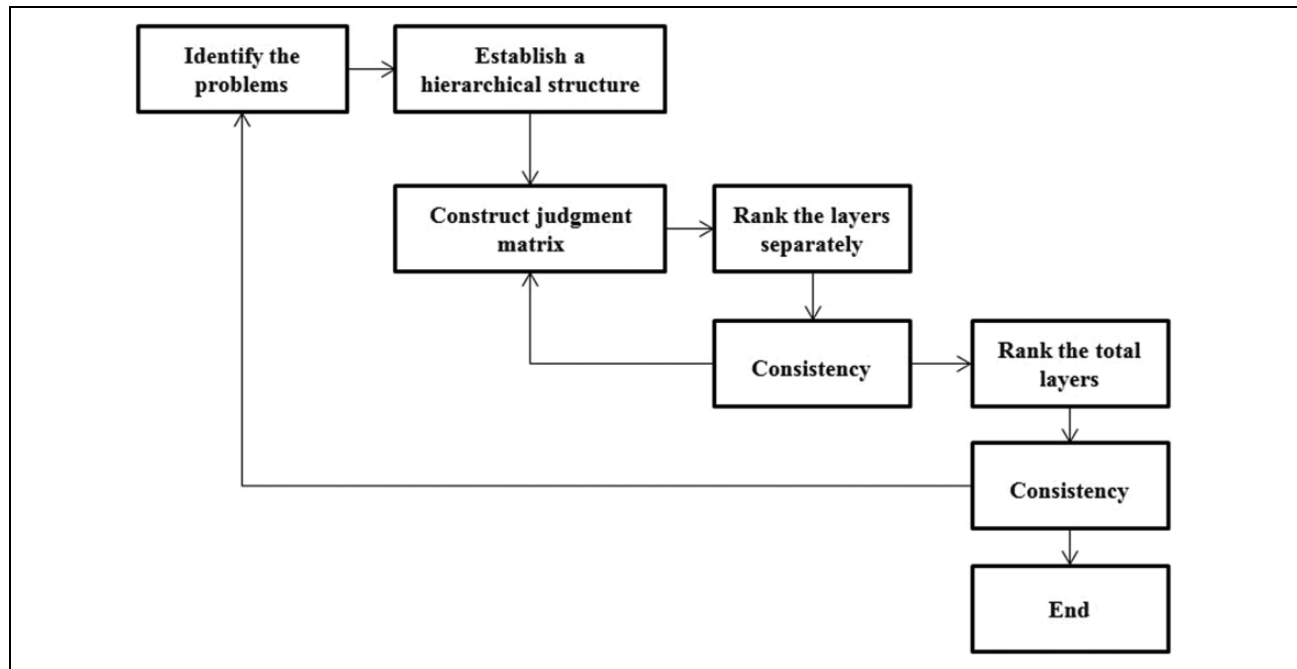 Identify the
problems
Establish a
hierarchical structure
Construct judgment
matrix
Rank the layers
separately
Consistency
Rank the total
layers
Consistency
End